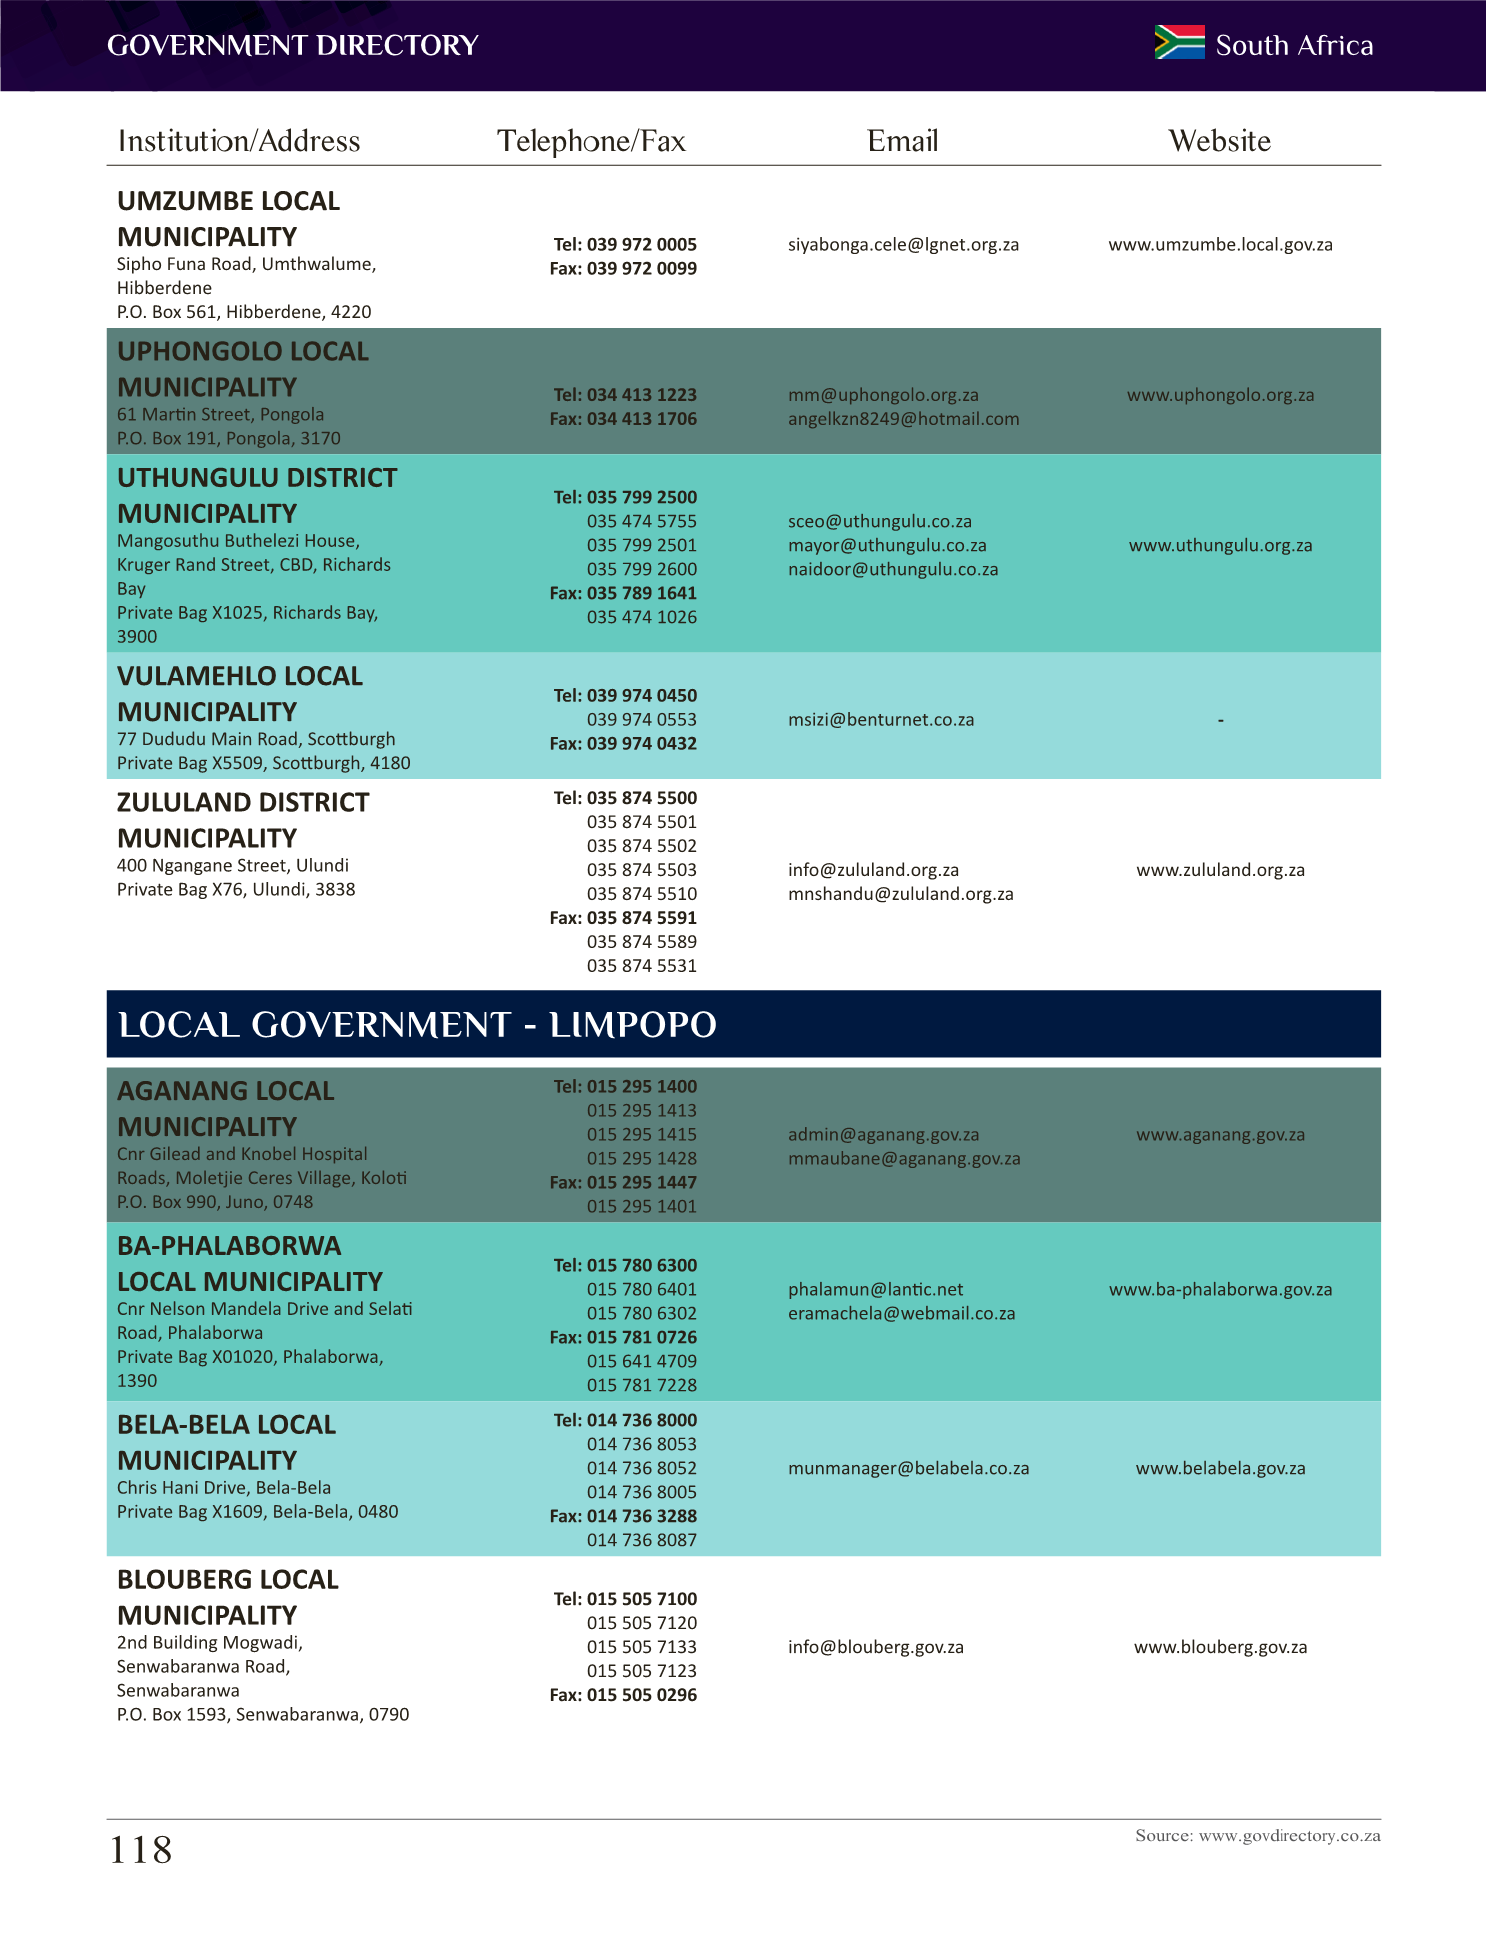 GOVERNMENT DIRECTORY
South Africa
Institution/Address
Telephone/Fax
Email
Website
UMZUMBE LOCAL
MUNICIPALITY
Sipho Funa Road, Umthwalume,
Hibberdene
P.O. Box 561, Hibberdene, 4220
Tel: 039 972 0005
Fax: 039 972 0099
siyabonga.cele@lgnet.org.za
www.umzumbe.local.gov.za
UPHONGOLO LOCAL
MUNICIPALITY
61 Martin Street, Pongola
P.O. Box 191, Pongola, 3170
Tel: 034 413 1223
Fax: 034 413 1706
mm@uphongolo.org.za
angelkzn8249@hotmail.com
www.uphongolo.org.za
UTHUNGULU DISTRICT
MUNICIPALITY
Mangosuthu Buthelezi House,
Kruger Rand Street, CBD, Richards
Bay
Private Bag X1025, Richards Bay,
3900
Tel: 035 799 2500
035 474 5755
035 799 2501
035 799 2600
Fax: 035 789 1641
035 474 1026
sceo@uthungulu.co.za
mayor@uthungulu.co.za
naidoor@uthungulu.co.za
www.uthungulu.org.za
VULAMEHLO LOCAL
MUNICIPALITY
77 Dududu Main Road, Scottburgh
Private Bag X5509, Scottburgh, 4180
Tel: 039 974 0450
039 974 0553
Fax: 039 974 0432
msizi@benturnet.co.za
-
ZULULAND DISTRICT
MUNICIPALITY
400 Ngangane Street, Ulundi
Private Bag X76, Ulundi, 3838
Tel: 035 874 5500
035 874 5501
035 874 5502
035 874 5503
035 874 5510
Fax: 035 874 5591
035 874 5589
035 874 5531
info@zululand.org.za
mnshandu@zululand.org.za
www.zululand.org.za
LOCAL GOVERNMENT - LIMPOPO
AGANANG LOCAL
MUNICIPALITY
Cnr Gilead and Knobel Hospital
Roads, Moletjie Ceres Village, Koloti
P.O. Box 990, Juno, 0748
Tel: 015 295 1400
015 295 1413
015 295 1415
015 295 1428
Fax: 015 295 1447
015 295 1401
admin@aganang.gov.za
mmaubane@aganang.gov.za
www.aganang.gov.za
BA-PHALABORWA
LOCAL MUNICIPALITY
Cnr Nelson Mandela Drive and Selati
Road, Phalaborwa
Private Bag X01020, Phalaborwa,
1390
Tel: 015 780 6300
015 780 6401
015 780 6302
Fax: 015 781 0726
015 641 4709
015 781 7228
phalamun@lantic.net
eramachela@webmail.co.za
www.ba-phalaborwa.gov.za
BELA-BELA LOCAL
MUNICIPALITY
Chris Hani Drive, Bela-Bela
Private Bag X1609, Bela-Bela, 0480
Tel: 014 736 8000
014 736 8053
014 736 8052
014 736 8005
Fax: 014 736 3288
014 736 8087
munmanager@belabela.co.za
www.belabela.gov.za
BLOUBERG LOCAL
MUNICIPALITY
2nd Building Mogwadi,
Senwabaranwa Road,
Senwabaranwa
P.O. Box 1593, Senwabaranwa, 0790
Tel: 015 505 7100
015 505 7120
015 505 7133
015 505 7123
Fax: 015 505 0296
info@blouberg.gov.za
www.blouberg.gov.za
118
Source: www.govdirectory.co.za